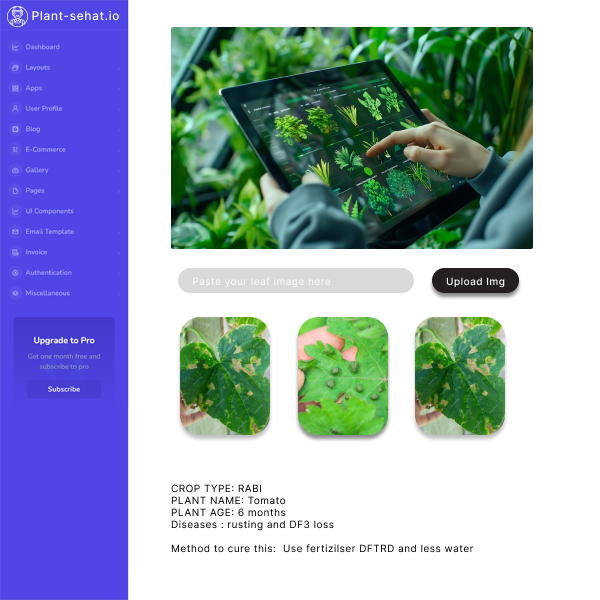 Plant-sehat.io
Dashboard
Layouts
Apps
User Profile
Blog
E-Commerce
Gallery
Pages
UI Components
Email Template
Invoice
Authentication
Miscellaneous
Upgrade to Pro
Get one month free and
subscribe to pro
Subscribe
Paste your leaf image here
Upload Img
CROP TYPE: RABI
PLANT NAME: Tomato
PLANT AGE: 6 months
Diseases : rusting and DF3 loss
Method to cure this:  Use fertizilser DFTRD and less water